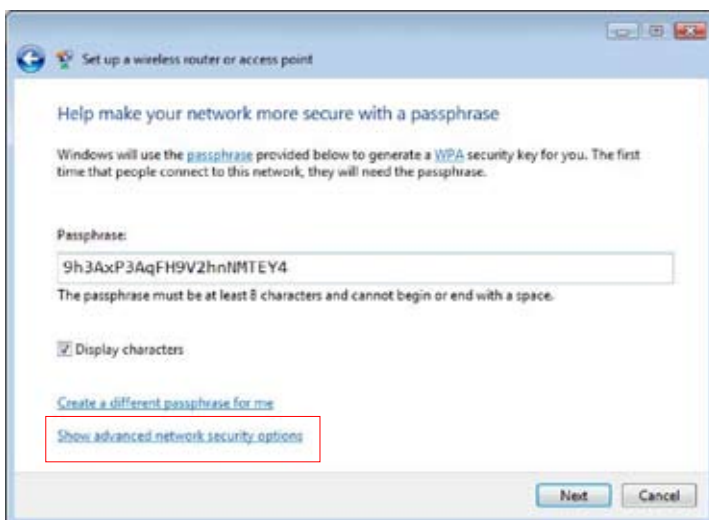 Set up a wireless router or access point
Help make your network more secure with a passphrase
Windows will use the passphrase provided below to generate a WPA security key for you. The first
time that people connect to this network, they will need the passphrase.
Passphrase:
9h3AxP3AqFH9V2hnNMTEY4
The passphrase must be at least 8 characters and cannot begin or end with a space.
Display characters
Create a different passphrase for me
Show advanced network security options
Next Cancel